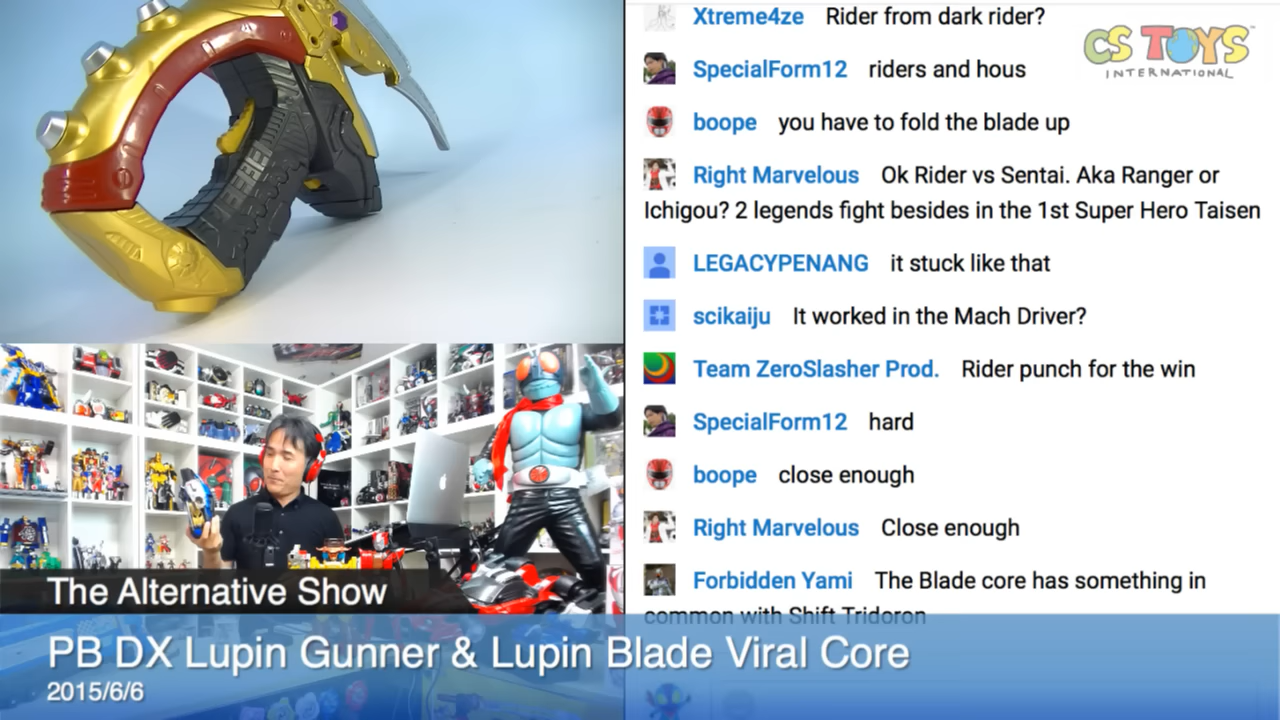 Xtreme4ze Rider from dark rider?
CS TOYS
INTERNATIONAL
SpecialForm12 riders and hous
boope you have to fold the blade up
Right Marvelous Ok Rider vs Sentai. Aka Ranger or
Ichigou? 2 legends fight besides in the 1st Super Hero Taisen
LEGACYPENANG it stuck like that
scikaiju It worked in the Mach Driver?
Team ZeroSlasher Prod. Rider punch for the win
SpecialForm12 hard
boope close enough
Right Marvelous Close enough
Forbidden Yami The Blade core has something in
common with Shift Tridoron
The Alternative Show
PB DX Lupin Gunner & Lupin Blade Viral Core
2015/6/6